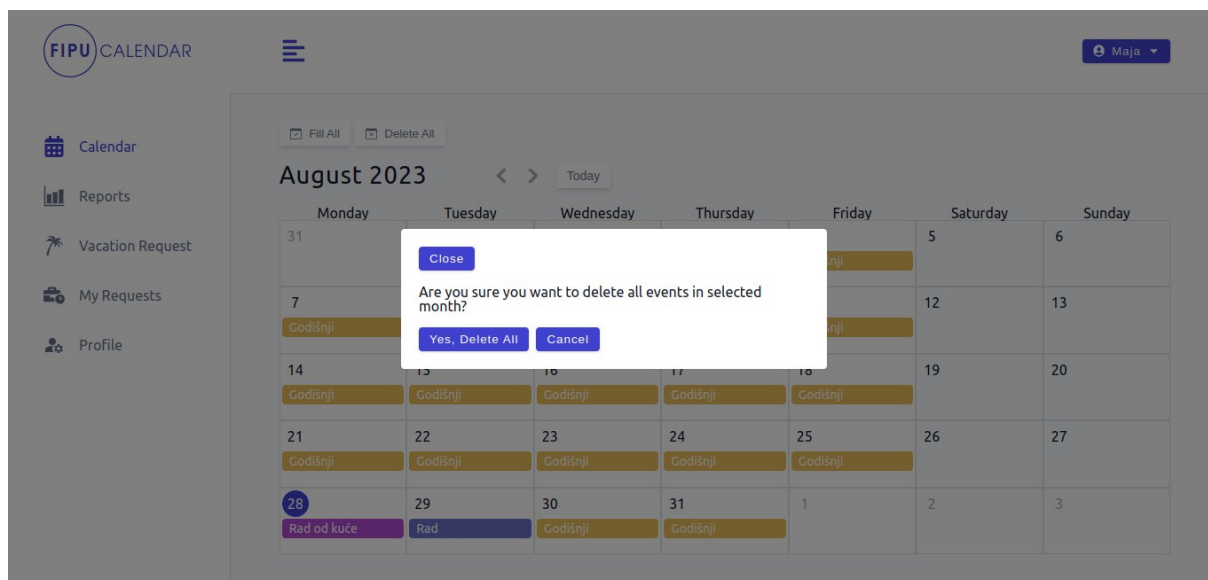 FIPU CALENDAR
Maja
Calendar
Reports
Vacation Request
My Requests
Profile
Fill All Delete All
August 2023 Today
Monday Tuesday Wednesday Thursday Friday Saturday Sunday
31 5 6
Close
Are you sure you want to delete all events in selected
month?
Yes, Delete All Cancel
7 12 13
Godišnji
14 15 16 17 18 19 20
Godišnji Godišnji Godišnji Godišnji Godišnji
21 22 23 24 25 26 27
Godišnji Godišnji Godišnji Godišnji Godišnji
28 29 30 31 1 2 3
Rad od kuće Rad Godišnji Godišnji